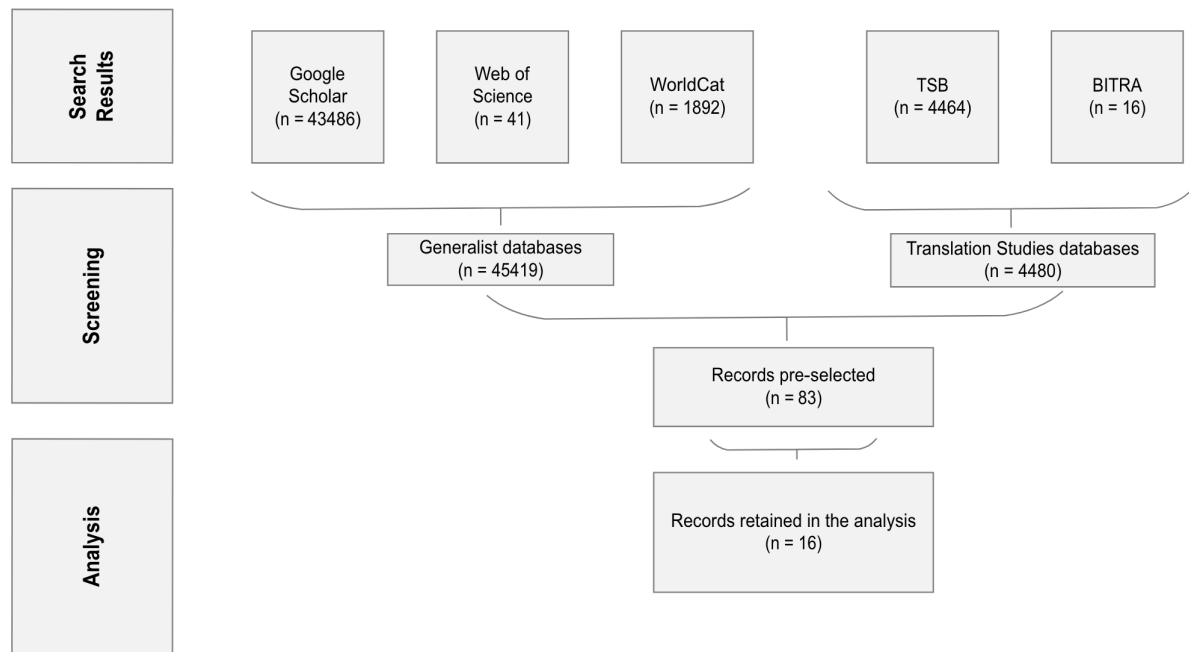 Search
Results
Google
Scholar
(n = 43486)
Web of
Science
(n = 41)
WorldCat
(n = 1892)
TSB
(n = 4464)
BITRA
(n = 16)
Screening
Generalist databases
(n = 45419)
Translation Studies databases
(n = 4480)
Records pre-selected
(n = 83)
Analysis
Records retained in the analysis
(n = 16)